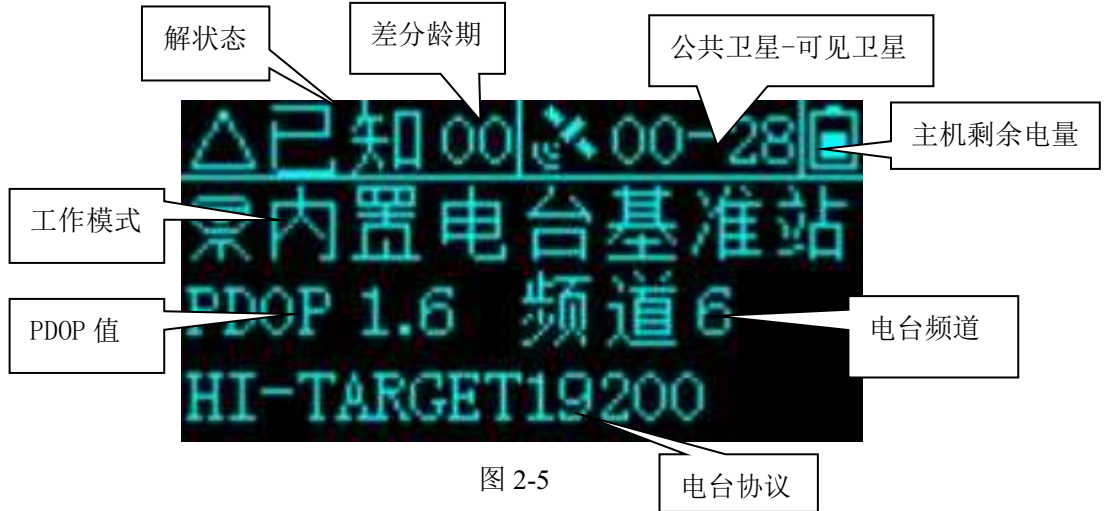 解状态
差分龄期
公共卫星-可见卫星
主机剩余电量
工作模式
PDOP 值
电台频道
电台协议
已知 00 00-28
内置电台基准站
PDOP 1.6 频道 6
HI-TARGET19200
图 2-5